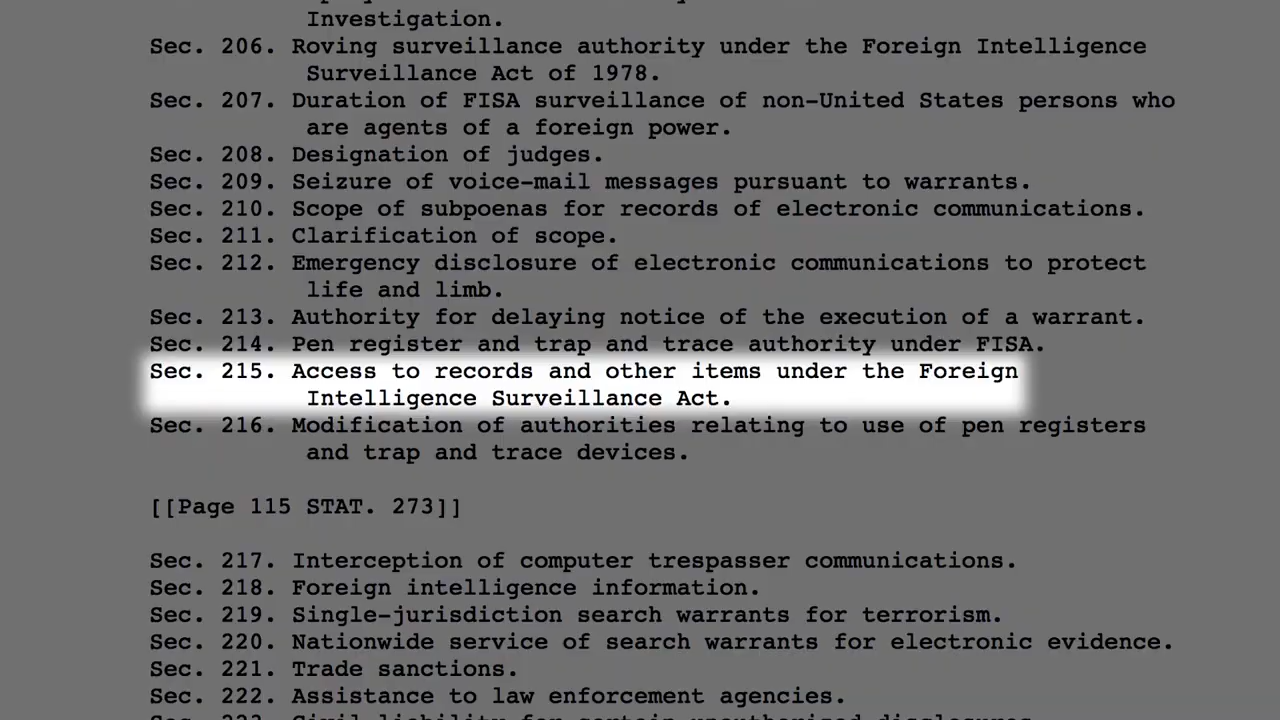 Investigation.
Sec. 206. Roving surveillance authority under the Foreign Intelligence
Surveillance Act of 1978.
Sec. 207. Duration of FISA surveillance of non-United States persons who
are agents of a foreign power.
Sec. 208. Designation of judges.
Sec. 209. Seizure of voice-mail messages pursuant to warrants.
Sec. 210. Scope of subpoenas for records of electronic communications.
Sec. 211. Clarification of scope.
Sec. 212. Emergency disclosure of electronic communications to protect
life and limb.
Sec. 213. Authority for delaying notice of the execution of a warrant.
Sec. 214. Pen register and trap and trace authority under FISA.
Sec. 215. Access to records and other items under the Foreign
Intelligence Surveillance Act.
Sec. 216. Modification of authorities relating to use of pen registers
and trap and trace devices.
[[Page 115 STAT. 273]]
Sec. 217. Interception of computer trespasser communications.
Sec. 218. Foreign intelligence information.
Sec. 219. Single-jurisdiction search warrants for terrorism.
Sec. 220. Nationwide service of search warrants for electronic evidence.
Sec. 221. Trade sanctions.
Sec. 222. Assistance to law enforcement agencies.
Sec. 223. Civil liability for certain unauthorized disclosures.